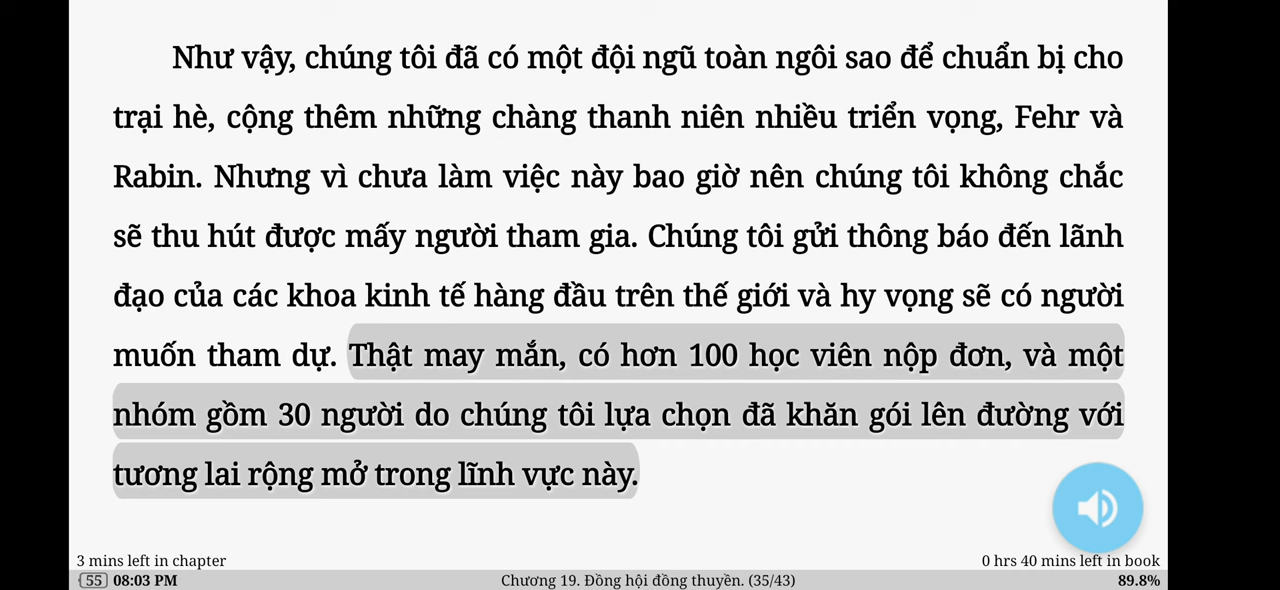 Như vậy, chúng tôi đã có một đội ngũ toàn ngôi sao để chuẩn bị cho
trại hè, cộng thêm những chàng thanh niên nhiều triển vọng, Fehr và
Rabin. Nhưng vì chưa làm việc này bao giờ nên chúng tôi không chắc
sẽ thu hút được mấy người tham gia. Chúng tôi gửi thông báo đến lãnh
đạo của các khoa kinh tế hàng đầu trên thế giới và hy vọng sẽ có người
muốn tham dự. Thật may mắn, có hơn 100 học viên nộp đơn, và một
nhóm gồm 30 người do chúng tôi lựa chọn đã khăn gói lên đường với
tương lai rộng mở trong lĩnh vực này.
3 mins left in chapter 0 hrs 40 mins left in book
55 08:03 PM Chương 19. Đồng hội đồng thuyền. (35/43) 89.8%